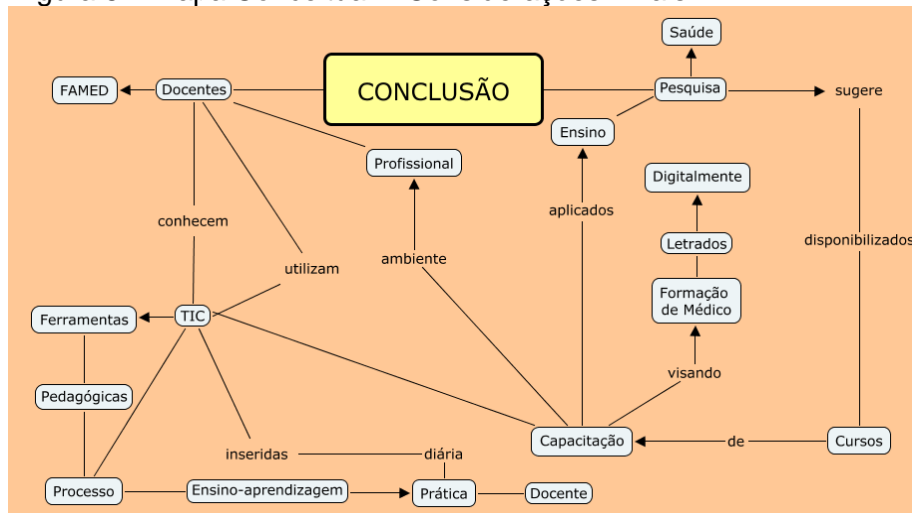 Saúde
FAMED
Docentes
CONCLUSÃO
Pesquisa
sugere
Ensino
Profissional
Digitalmente
conhecem
aplicados
Letrados
disponibilizados
utilizam
ambiente
Formação
de Médico
Ferramentas
TIC
visando
Pedagógicas
inseridas
diária
Capacitação
de
Cursos
Processo
Ensino-aprendizagem
Prática
Docente